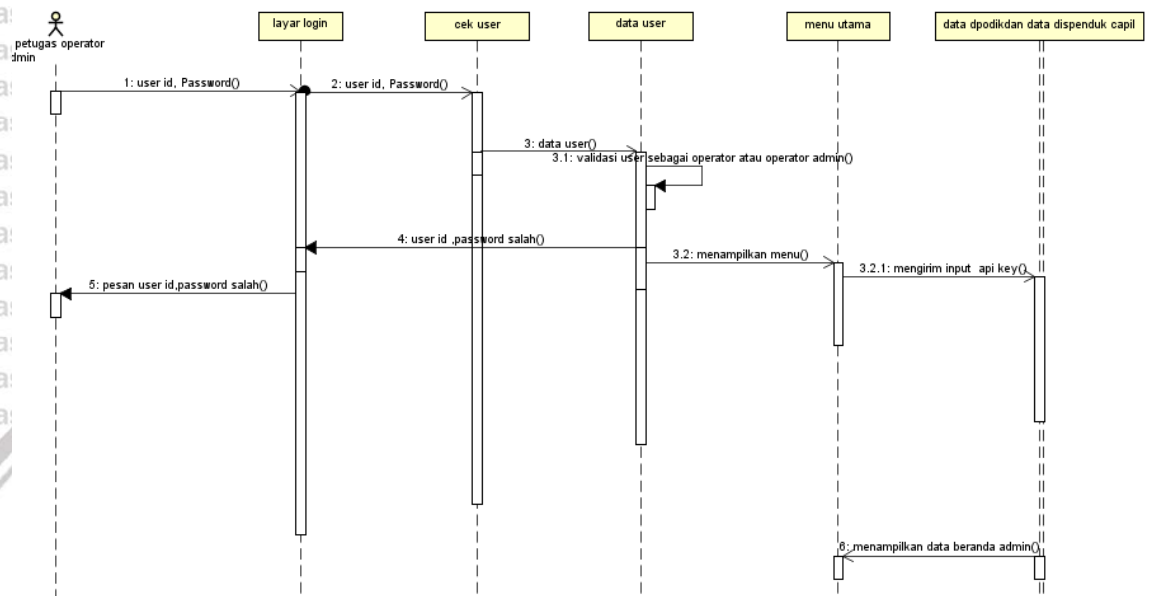 layar login
cek user
data user
menu utama
data dpodikdan data dispenduk capil
petugas operator
dmin
1: user id, Password()
2: user id, Password()
3: data user()
3.1: validasi user sebagai operator atau operator admin()
4: user id ,password salah()
3.2: menampilkan menu()
3.2.1: mengirim input api key()
5: pesan user id,password salah()
6: menampilkan data beranda admin()